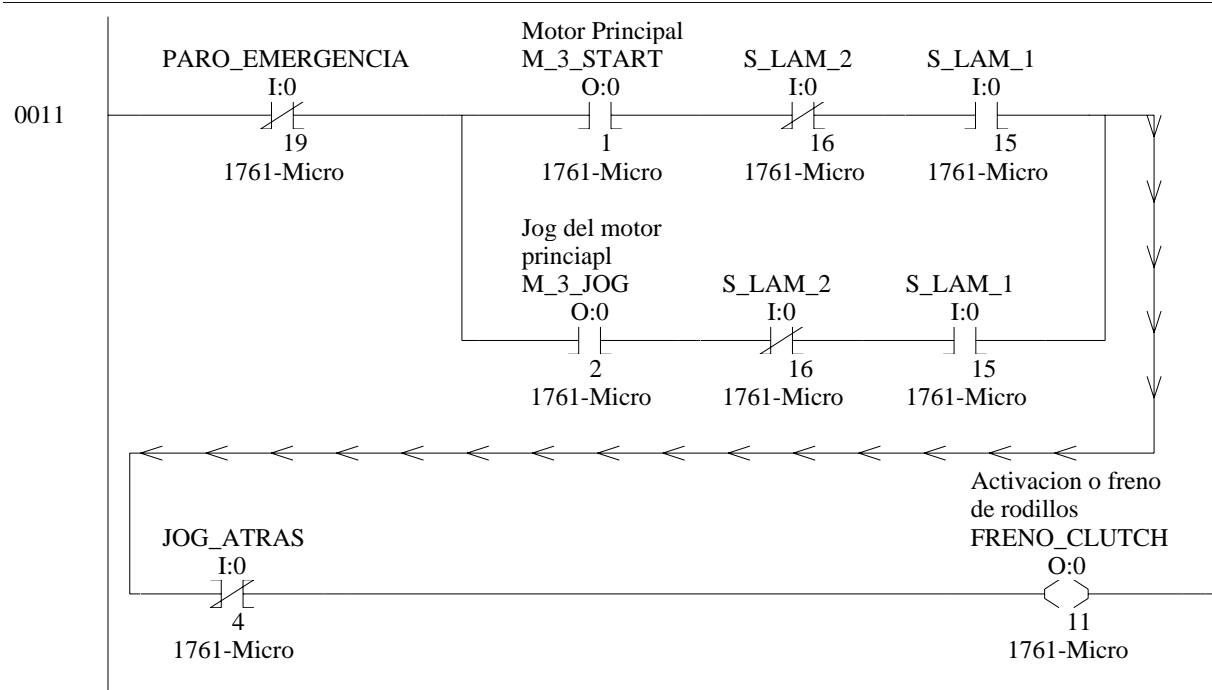 Motor Principal
PARO_EMERGENCIA M_3_START S_LAM_2 S_LAM_1
I:0 O:0 I:0 I:0
0011
19 1 16 15
1761-Micro 1761-Micro 1761-Micro 1761-Micro
Jog del motor
princiapl
M_3_JOG S_LAM_2 S_LAM_1
O:0 I:0 I:0
2 16 15
1761-Micro 1761-Micro 1761-Micro
Activacion o freno
de rodillos
JOG_ATRAS FRENO_CLUTCH
I:0 O:0
4 11
1761-Micro 1761-Micro